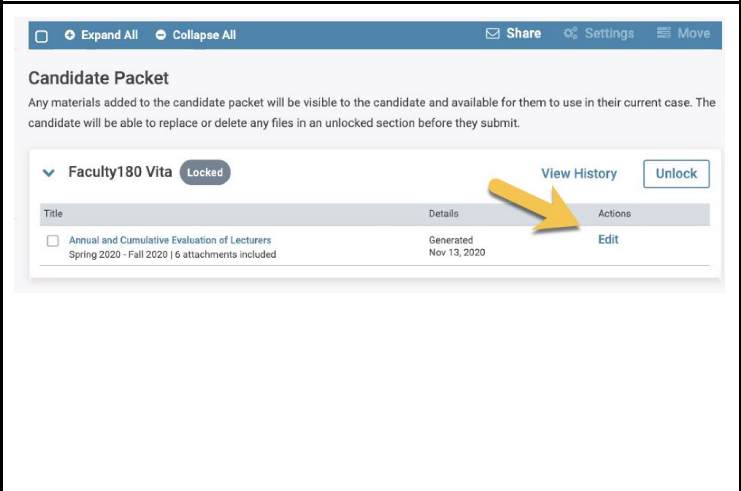 Expand All Collapse All Share Settings Move
Candidate Packet
Any materials added to the candidate packet will be visible to the candidate and available for them to use in their current case. The
candidate will be able to replace or delete any files in an unlocked section before they submit.
Faculty180 Vita Locked View History Unlock
Title Details Actions
Annual and Cumulative Evaluation of Lecturers Generated Edit
Spring 2020 - Fall 2020 | 6 attachments included Nov 13, 2020